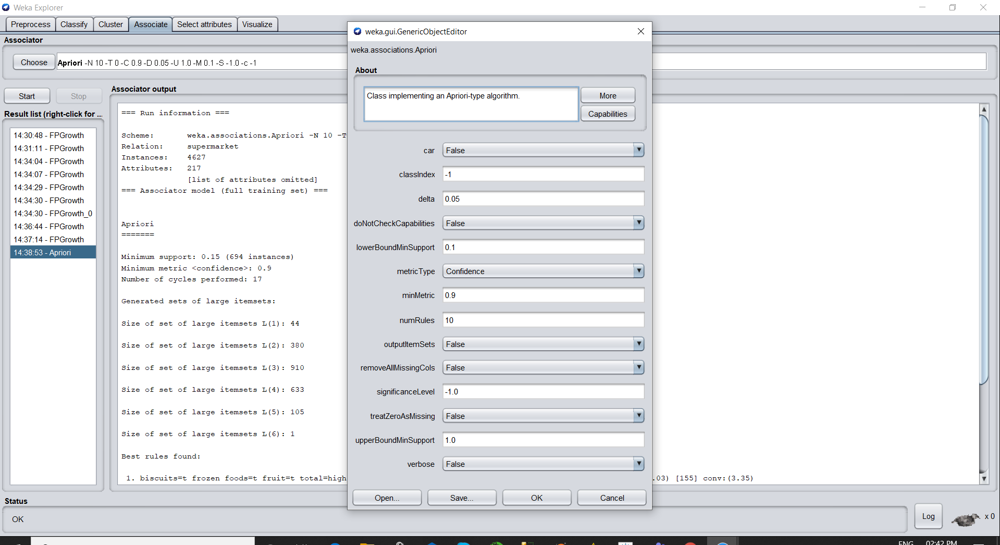 Weka Explorer
Preprocess Classify Cluster Associate Select attributes Visualize
Associator
Choose Apriori -N 10 -T 0 -C 0.9 -D 0.05 -U 1.0 -M 0.1 -S -1.0 -c -1
Start Stop
Result list (right-click for ...
14:30:48 - FPGrowth
14:31:11 - FPGrowth
14:34:04 - FPGrowth
14:34:07 - FPGrowth
14:34:29 - FPGrowth
14:34:30 - FPGrowth
14:34:30 - FPGrowth_0
14:36:44 - FPGrowth
14:37:14 - FPGrowth
14:38:53 - Apriori
Associator output
=== Run information ===
Scheme: weka.associations.Apriori -N 10 -T
Relation: supermarket
Instances: 4627
Attributes: 217
[list of attributes omitted]
=== Associator model (full training set) ===
Apriori
=======
Minimum support: 0.15 (694 instances)
Minimum metric <confidence>: 0.9
Number of cycles performed: 17
Generated sets of large itemsets:
Size of set of large itemsets L(1): 44
Size of set of large itemsets L(2): 380
Size of set of large itemsets L(3): 910
Size of set of large itemsets L(4): 633
Size of set of large itemsets L(5): 105
Size of set of large itemsets L(6): 1
Best rules found:
1. biscuits=t frozen foods=t fruit=t total=high .03) [155] conv:(3.35)
weka.gui.GenericObjectEditor
weka.associations.Apriori
About
Class implementing an Apriori-type algorithm.
More
Capabilities
car False
classIndex -1
delta 0.05
doNotCheckCapabilities False
lowerBoundMinSupport 0.1
metricType Confidence
minMetric 0.9
numRules 10
outputItemSets False
removeAllMissingCols False
significanceLevel -1.0
treatZeroAsMissing False
upperBoundMinSupport 1.0
verbose False
Open... Save... OK Cancel
Status
OK
Log x 0
ENG 02:42 PM